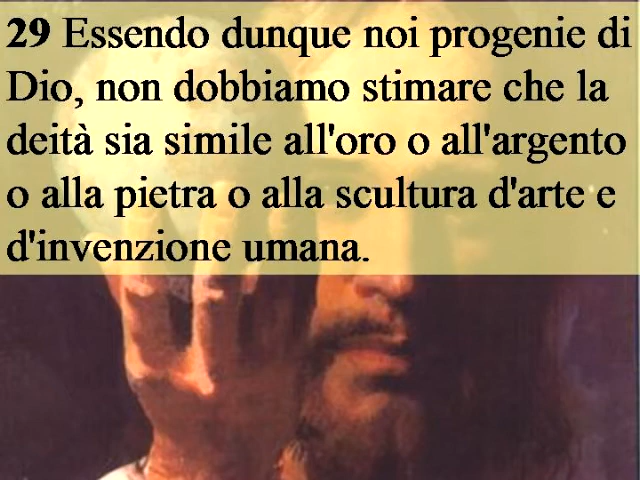 29 Essendo dunque noi progenie di
Dio, non dobbiamo stimare che la
deità sia simile all'oro o all'argento
o alla pietra o alla scultura d'arte e
d'invenzione umana.